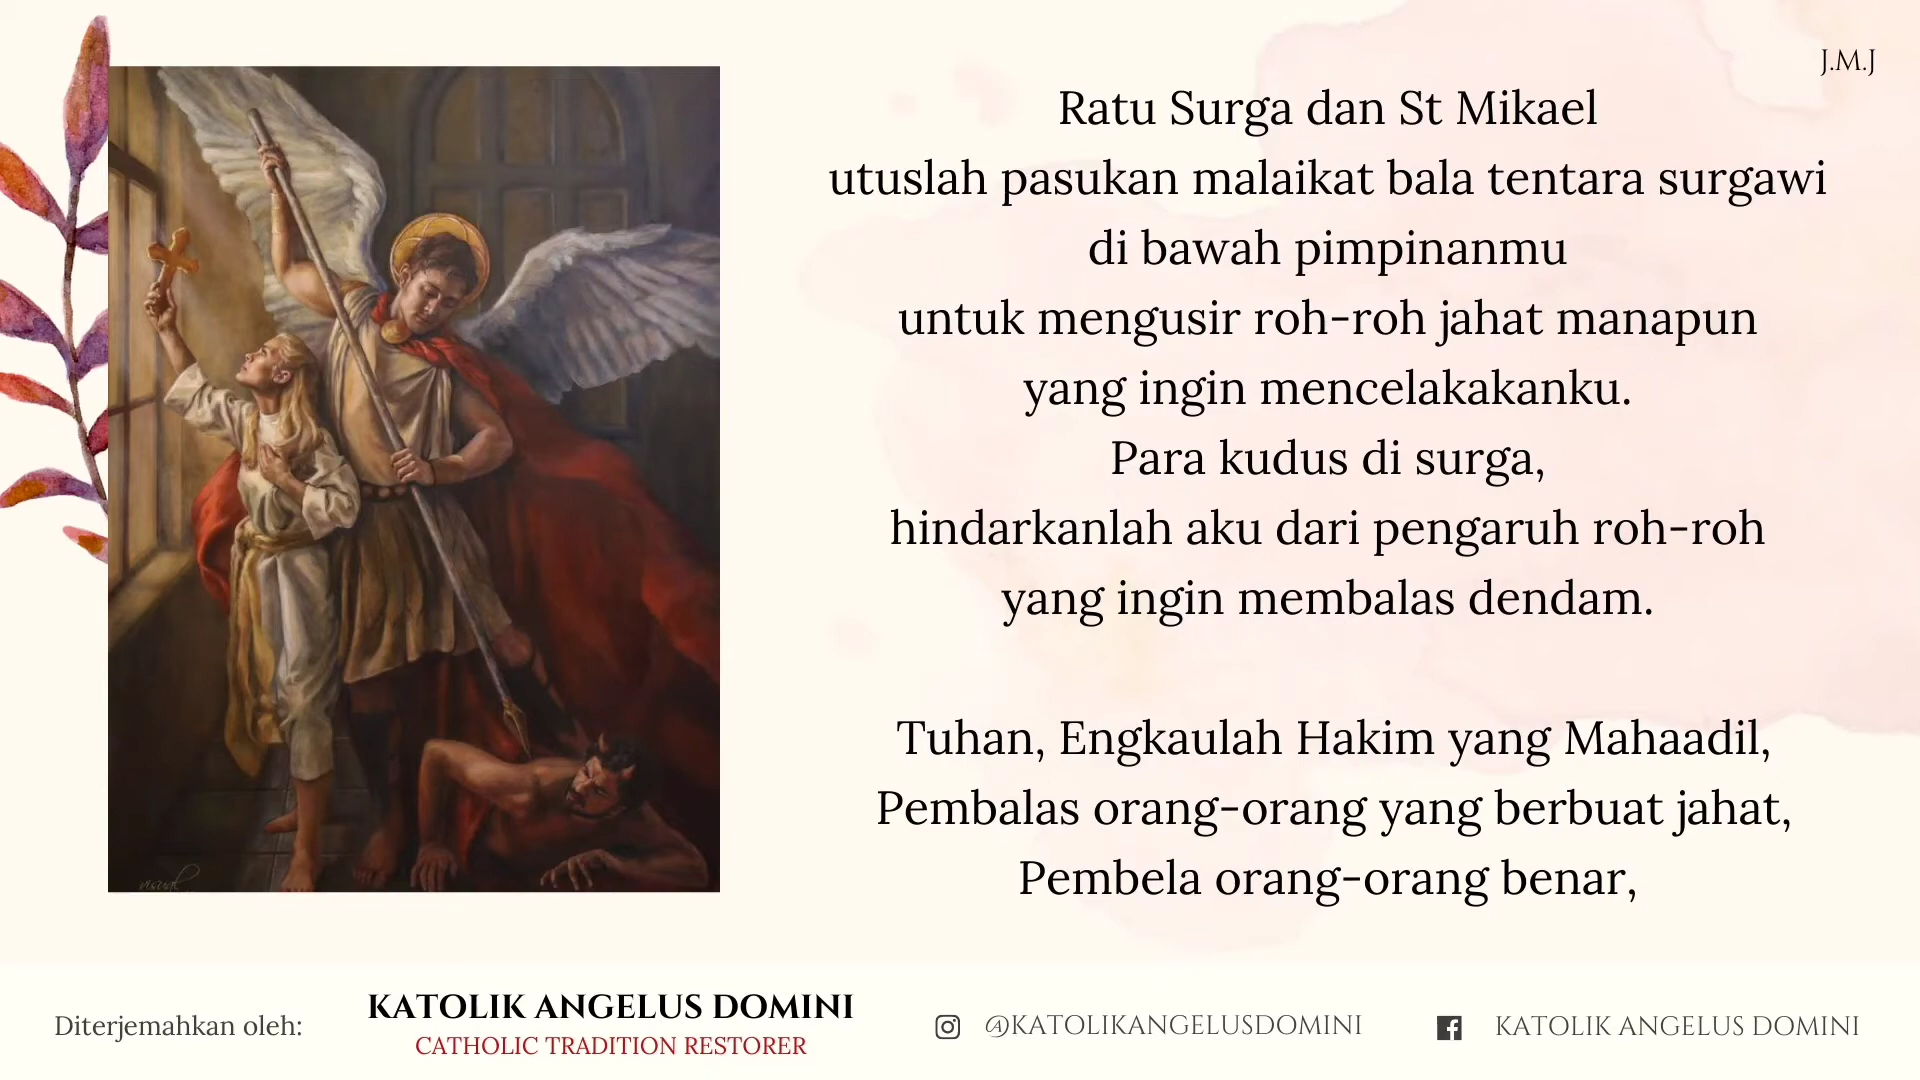 J.M.J
Ratu Surga dan St Mikael
utuslah pasukan malaikat bala tentara surgawi
di bawah pimpinanmu
untuk mengusir roh-roh jahat manapun
yang ingin mencelakakanku.
Para kudus di surga,
hindarkanlah aku dari pengaruh roh-roh
yang ingin membalas dendam.
Tuhan, Engkaulah Hakim yang Mahaadil,
Pembalas orang-orang yang berbuat jahat,
Pembela orang-orang benar,
visual
Diterjemahkan oleh:
KATOLIK ANGELUS DOMINI
CATHOLIC TRADITION RESTORER
@KATOLIKANGELUSDOMINI
KATOLIK ANGELUS DOMINI